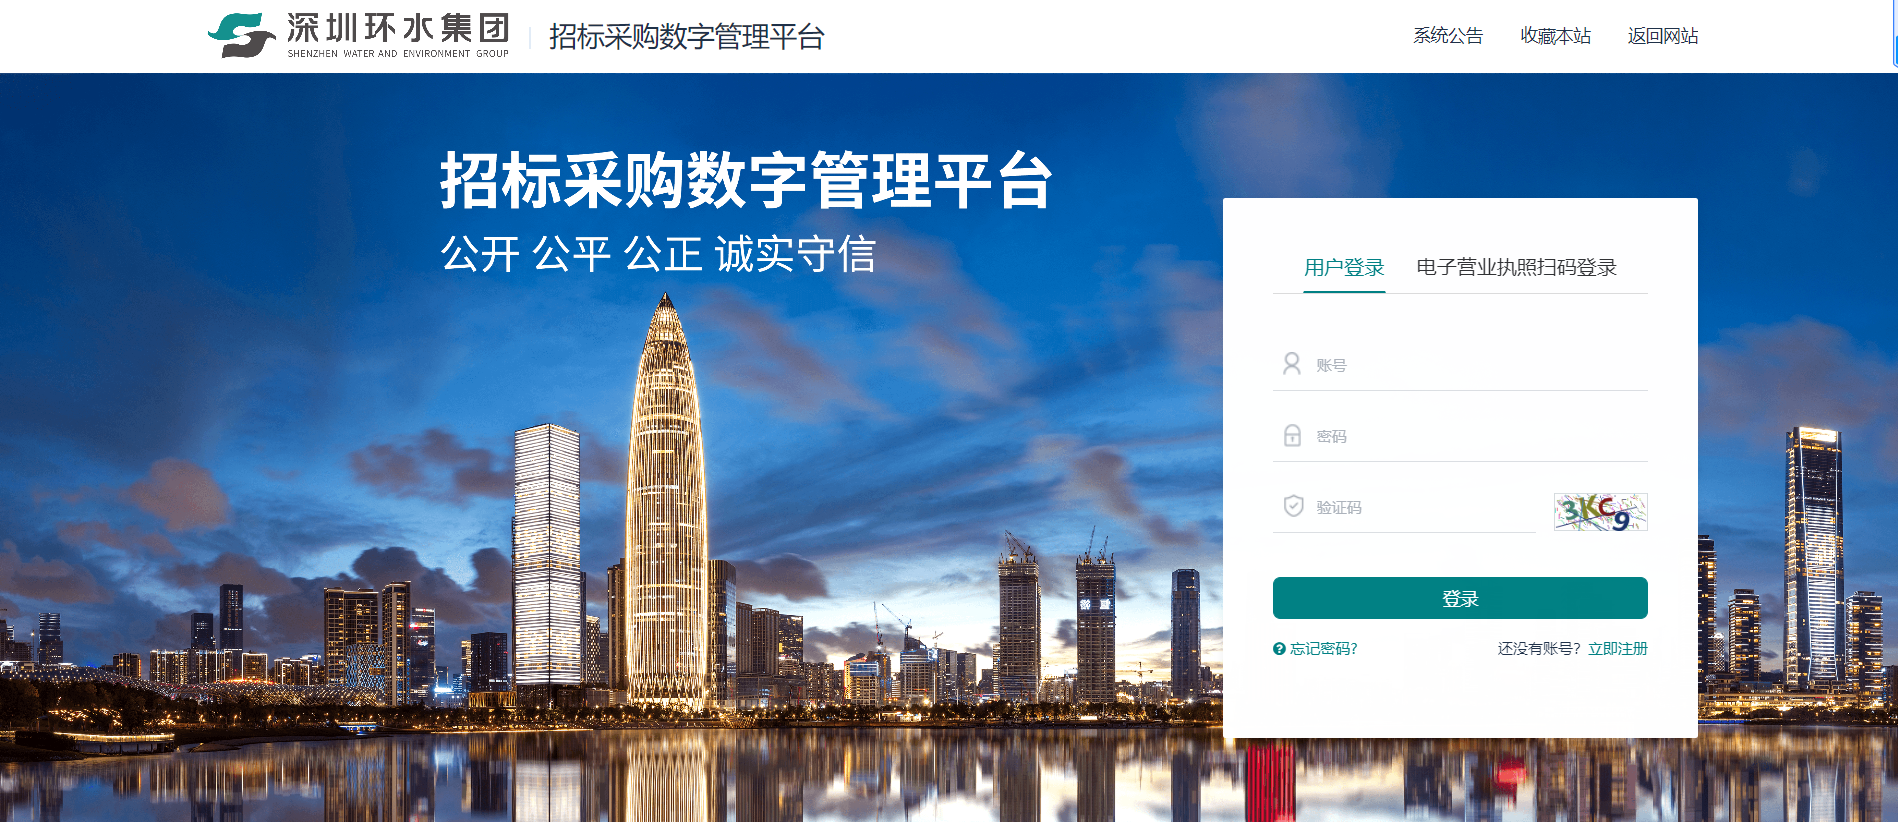 深圳环水集团
SHENZHEN WATER AND ENVIRONMENT GROUP
招标采购数字管理平台
系统公告 收藏本站 返回网站
招标采购数字管理平台
公开 公平 公正 诚实守信
用户登录 电子营业执照扫码登录
账号
密码
验证码
3KC9
登录
忘记密码?
还没有账号? 立即注册